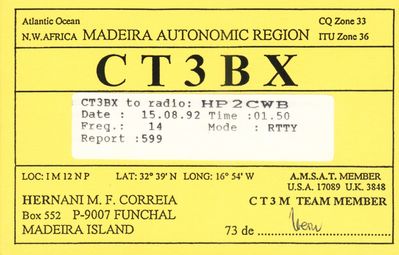 Atlantic Ocean CQ Zone 33
N,W.AFRICA MADEIRA AUTONOMIC REGION ITU Zone 36
CT3BX
CT3BX to radio: HP2CWB
Date : 15.08.92 Time :01.50
Freq.: 14 Mode : RTTY
Report :599
LOC: I M 12 N P LAT: 32° 39' N LONG: 16° 54' W A.M.S.A.T. MEMBER
U.S.A. 17089 U.K. 3848
HERNANI M. F. CORREIA CT3M TEAM MEMBER
Box 552 P-9007 FUNCHAL
MADEIRA ISLAND 73 de